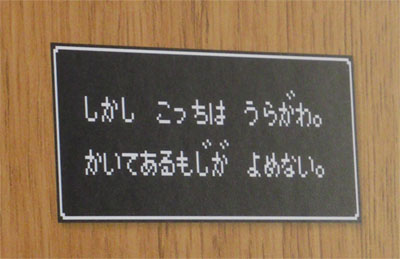 しかし　こっちは　うらがわ。
かいてあるもじが　よめない。